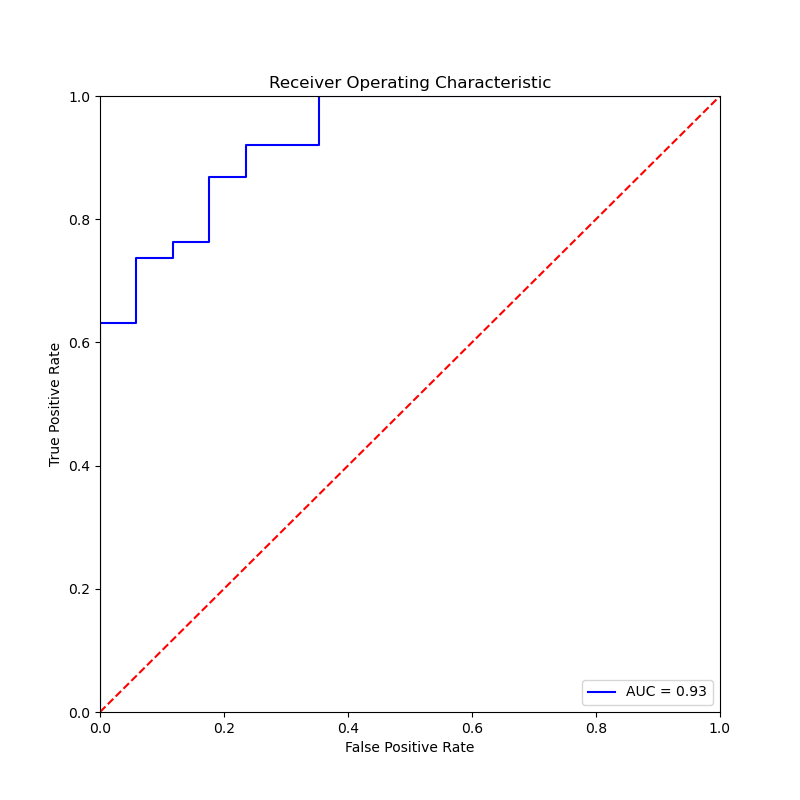 Receiver Operating Characteristic
1.0
0.8
0.6
0.4
0.2
0.0
True Positive Rate
AUC = 0.93
0.0 0.2 0.4 0.6 0.8 1.0
False Positive Rate